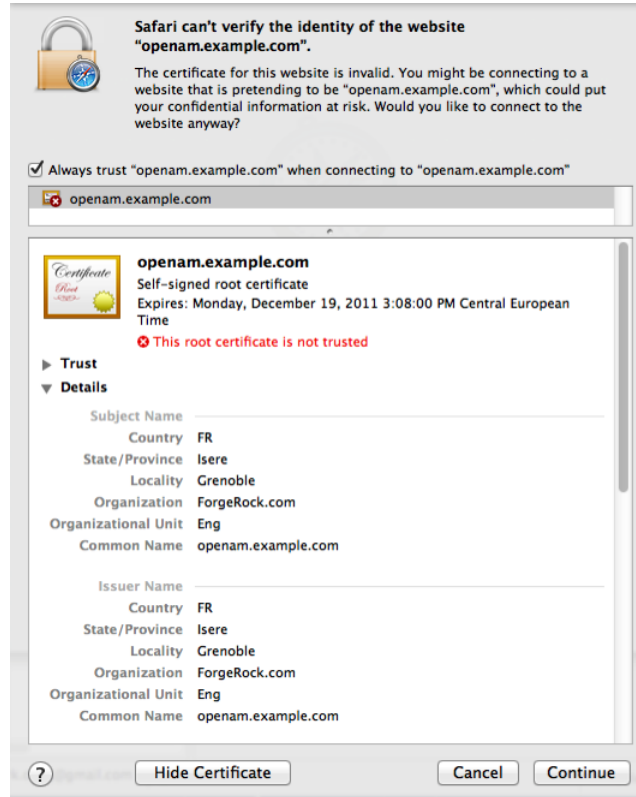 Safari can't verify the identity of the website
“openam.example.com”.
The certificate for this website is invalid. You might be connecting to a
website that is pretending to be “openam.example.com”, which could put
your confidential information at risk. Would you like to connect to the
website anyway?
Always trust “openam.example.com” when connecting to “openam.example.com”
openam.example.com
Certificate
Root
openam.example.com
Self-signed root certificate
Expires: Monday, December 19, 2011 3:08:00 PM Central European
Time
This root certificate is not trusted
Trust
Details
Subject Name
Country FR
State/Province Isere
Locality Grenoble
Organization ForgeRock.com
Organizational Unit Eng
Common Name openam.example.com
Issuer Name
Country FR
State/Province Isere
Locality Grenoble
Organization ForgeRock.com
Organizational Unit Eng
Common Name openam.example.com
? Hide Certificate Cancel Continue